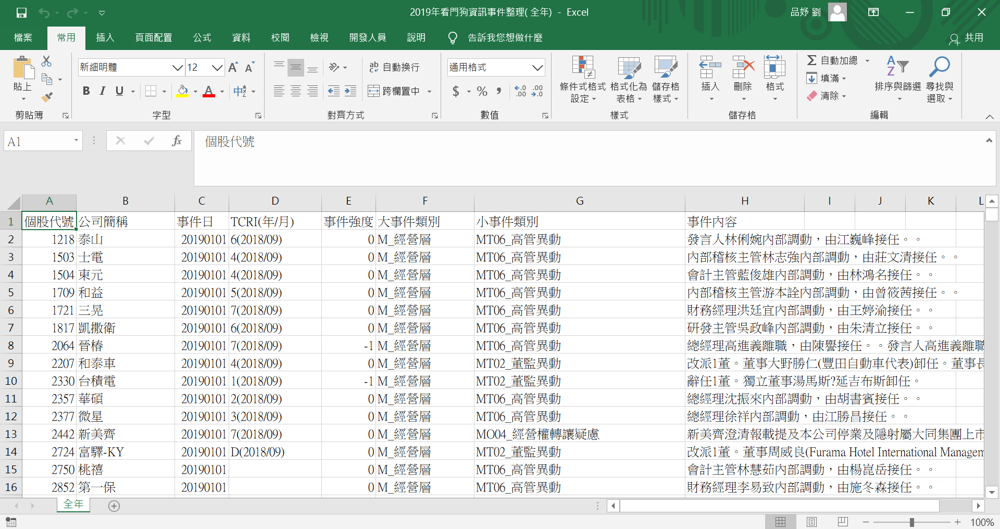 2019年看門狗資訊事件整理( 全年) - Excel
品妤 劉
檔案 常用 插入 頁面配置 公式 資料 校閱 檢視 開發人員 說明 告訴我您想做什麼 共用
貼上
剪貼簿
新細明體 12
B I U
字型
自動換行
跨欄置中
對齊方式
通用格式
$ % ,
數值
條件式格式設定
格式化為表格
儲存格樣式
樣式
插入 刪除 格式
儲存格
自動加總
填滿
清除
排序與篩選
尋找與選取
編輯
A1 fx 個股代號
A B C D E F G H I J K L
1 個股代號 公司簡稱 事件日 TCRI(年/月) 事件強度 大事件類別 小事件類別 事件內容
2 1218 泰山 20190101 6(2018/09) 0 M_經營層 MT06_高管異動 發言人林俐婉內部調動，由江巍峰接任。。
3 1503 士電 20190101 4(2018/09) 0 M_經營層 MT06_高管異動 內部稽核主管林志強內部調動，由莊文清接任。。
4 1504 東元 20190101 4(2018/09) 0 M_經營層 MT06_高管異動 會計主管藍俊雄內部調動，由林鴻名接任。。
5 1709 和益 20190101 5(2018/09) 0 M_經營層 MT06_高管異動 內部稽核主管游本詮內部調動，由曾筱茜接任。。
6 1721 三晃 20190101 7(2018/09) 0 M_經營層 MT06_高管異動 財務經理洪廷宜內部調動，由王婷渝接任。。
7 1817 凱撒衛 20190101 6(2018/09) 0 M_經營層 MT06_高管異動 研發主管吳政峰內部調動，由朱清立接任。。
8 2064 晉椿 20190101 7(2018/09) -1 M_經營層 MT06_高管異動 總經理高進義離職，由陳譽接任。。發言人高進義離職
9 2207 和泰車 20190101 4(2018/09) 0 M_經營層 MT02_董監異動 改派1董。董事大野勝仁(豐田自動車代表)卸任。董事長
10 2330 台積電 20190101 1(2018/09) -1 M_經營層 MT02_董監異動 辭任1董。獨立董事湯馬斯?延吉布斯卸任。
11 2357 華碩 20190101 2(2018/09) 0 M_經營層 MT06_高管異動 總經理沈振來內部調動，由胡書賓接任。。
12 2377 微星 20190101 3(2018/09) 0 M_經營層 MT06_高管異動 總經理徐祥內部調動，由江勝昌接任。。
13 2442 新美齊 20190101 7(2018/09) 0 M_經營層 MO04_經營權轉讓疑慮 新美齊澄清報載提及本公司停業及隱射屬大同集團上市
14 2724 富驛-KY 20190101 D(2018/09) 0 M_經營層 MT02_董監異動 改派1董。董事周威良(Furama Hotel International Managem
15 2750 桃禧 20190101 0 M_經營層 MT06_高管異動 會計主管林慧茹內部調動，由楊崑岳接任。。
16 2852 第一保 20190101 0 M_經營層 MT06_高管異動 財務經理李易致內部調動，由施冬森接任。。
全年
100%